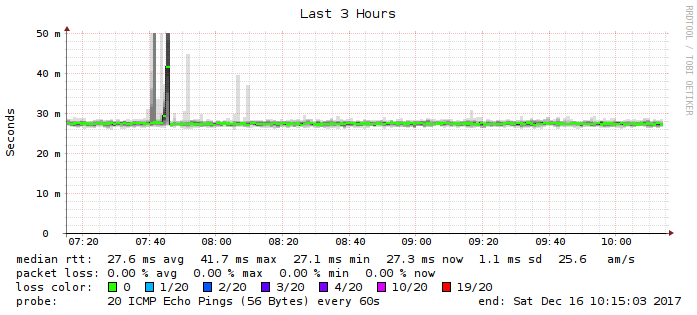 Last 3 Hours
RRDTOOL / TOBI OETIKER
Seconds
50 m
40 m
30 m
20 m
10 m
0
07:20 07:40 08:00 08:20 08:40 09:00 09:20 09:40 10:00
median rtt: 27.6 ms avg 41.7 ms max 27.1 ms min 27.3 ms now 1.1 ms sd 25.6 am/s
packet loss: 0.00 % avg 0.00 % max 0.00 % min 0.00 % now
loss color: 0 1/20 2/20 3/20 4/20 10/20 19/20
probe: 20 ICMP Echo Pings (56 Bytes) every 60s end: Sat Dec 16 10:15:03 2017